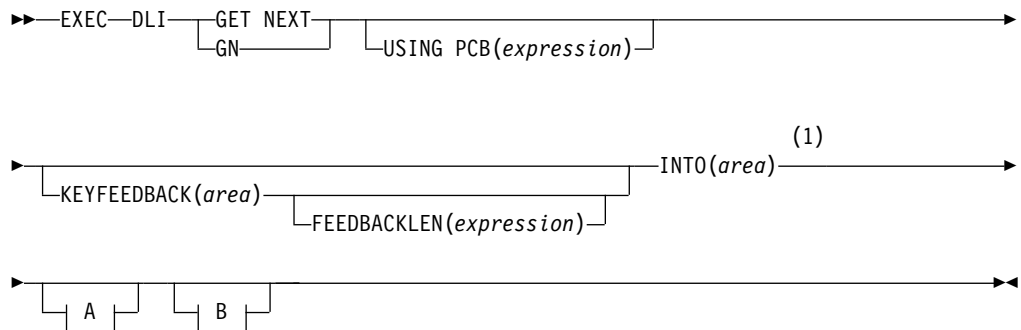 EXEC DLI GET NEXT
GN
USING PCB(expression)
(1)
KEYFEEDBACK(area)
FEEDBACKLEN(expression)
INTO(area)
A B